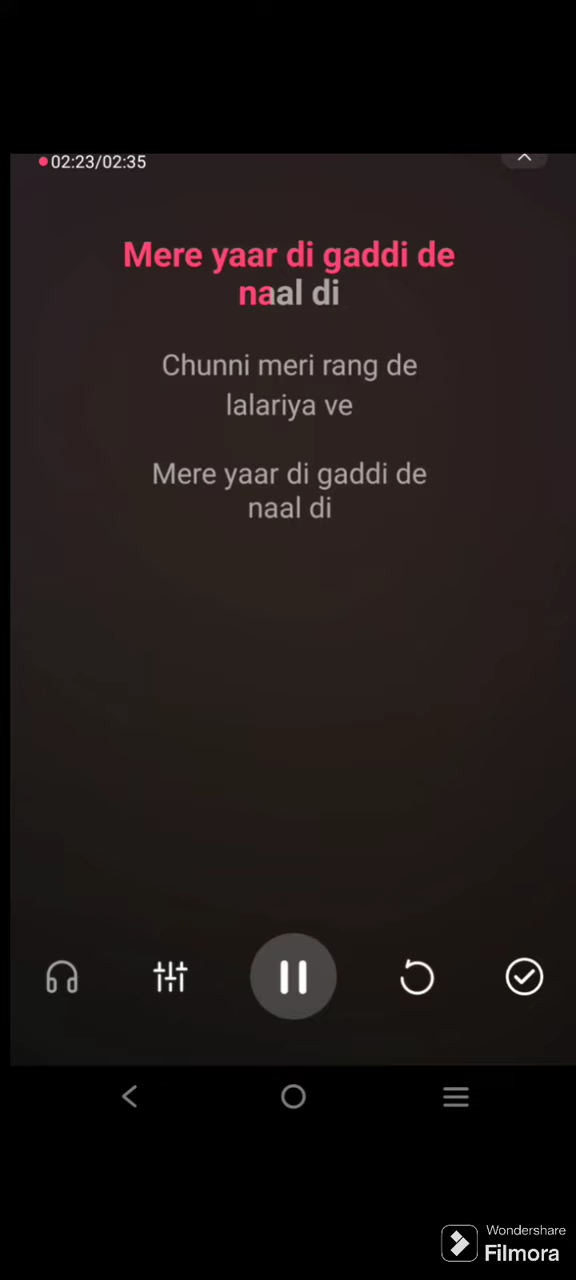 02:23/02:35
Mere yaar di gaddi de
naal di
Chunni meri rang de
lalariya ve
Mere yaar di gaddi de
naal di
Wondershare
Filmora